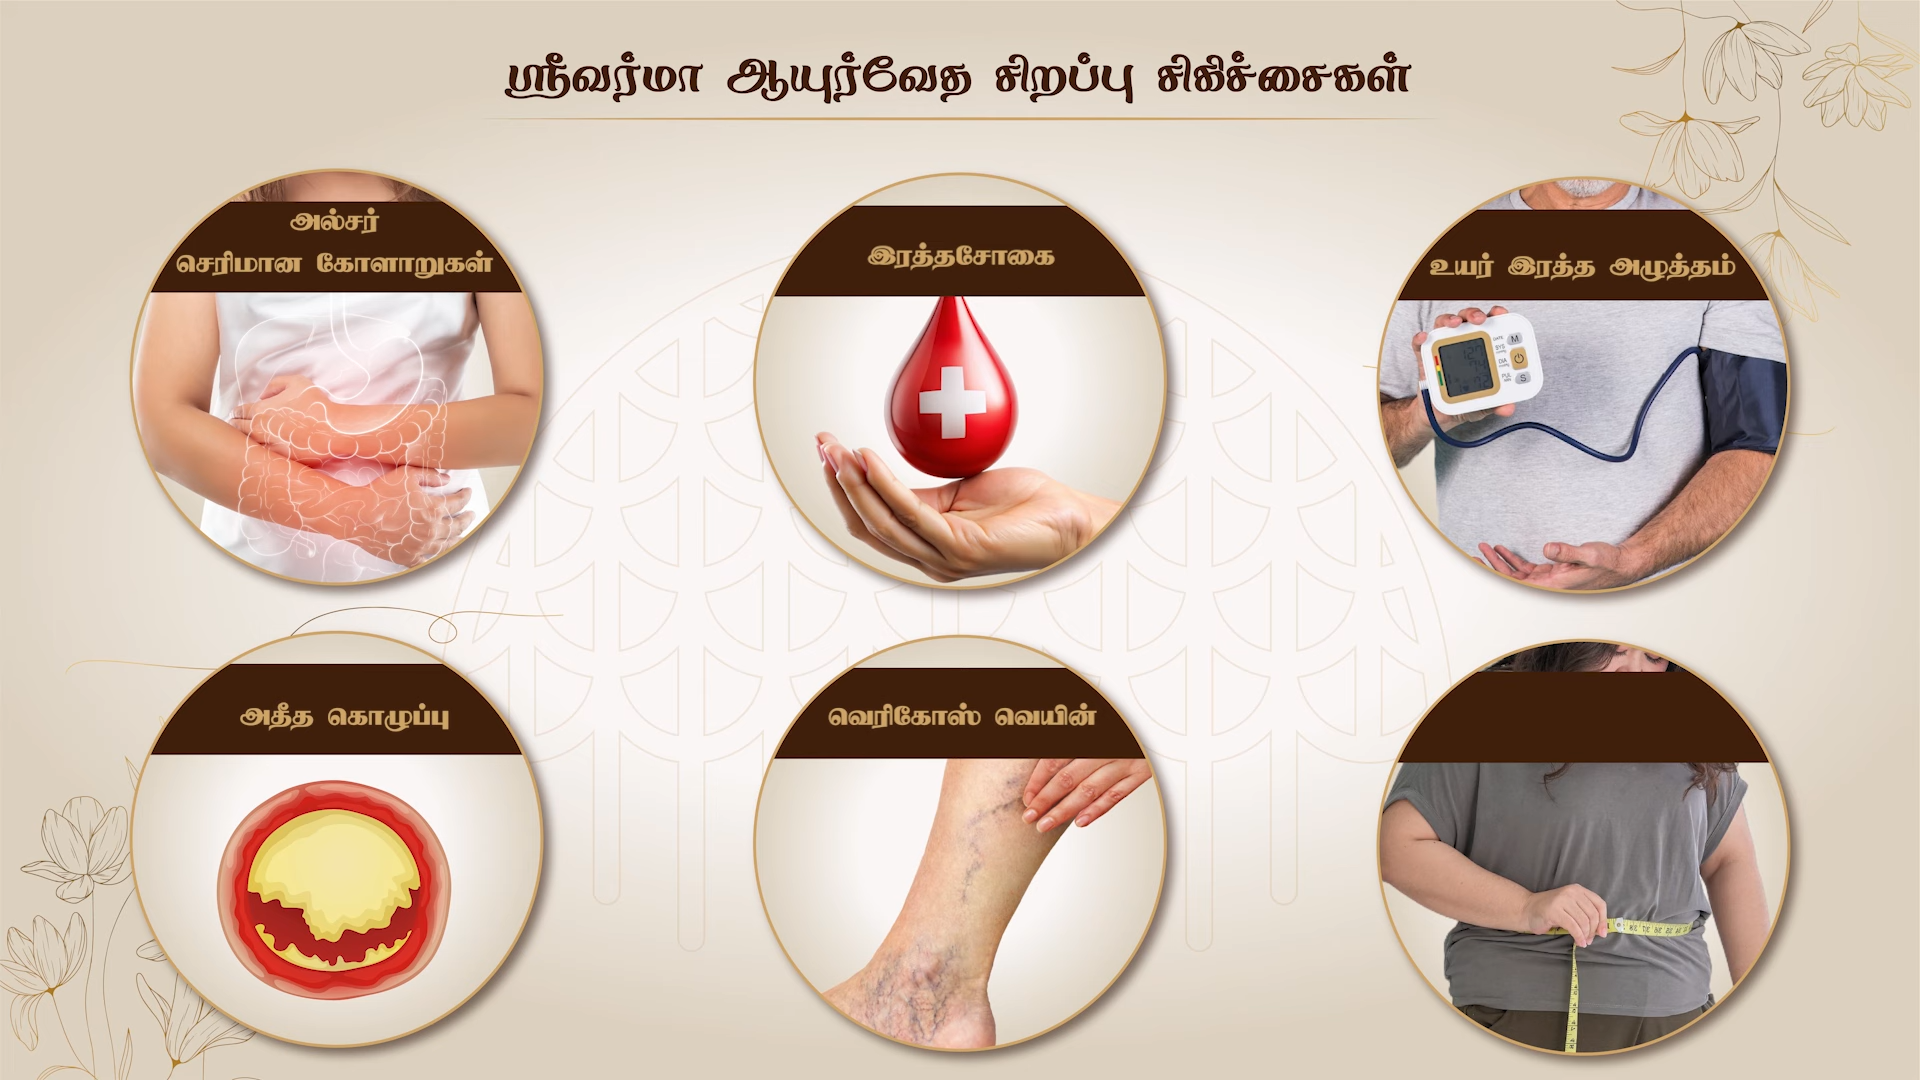 ஸ்ரீவர்மா ஆயுர்வேத சிறப்பு சிகிச்சைகள்
அல்சர்
செரிமான கோளாறுகள்
இரத்தசோகை
உயர் இரத்த அழுத்தம்
அதீத கொழுப்பு
வெரிகோஸ் வெயின்